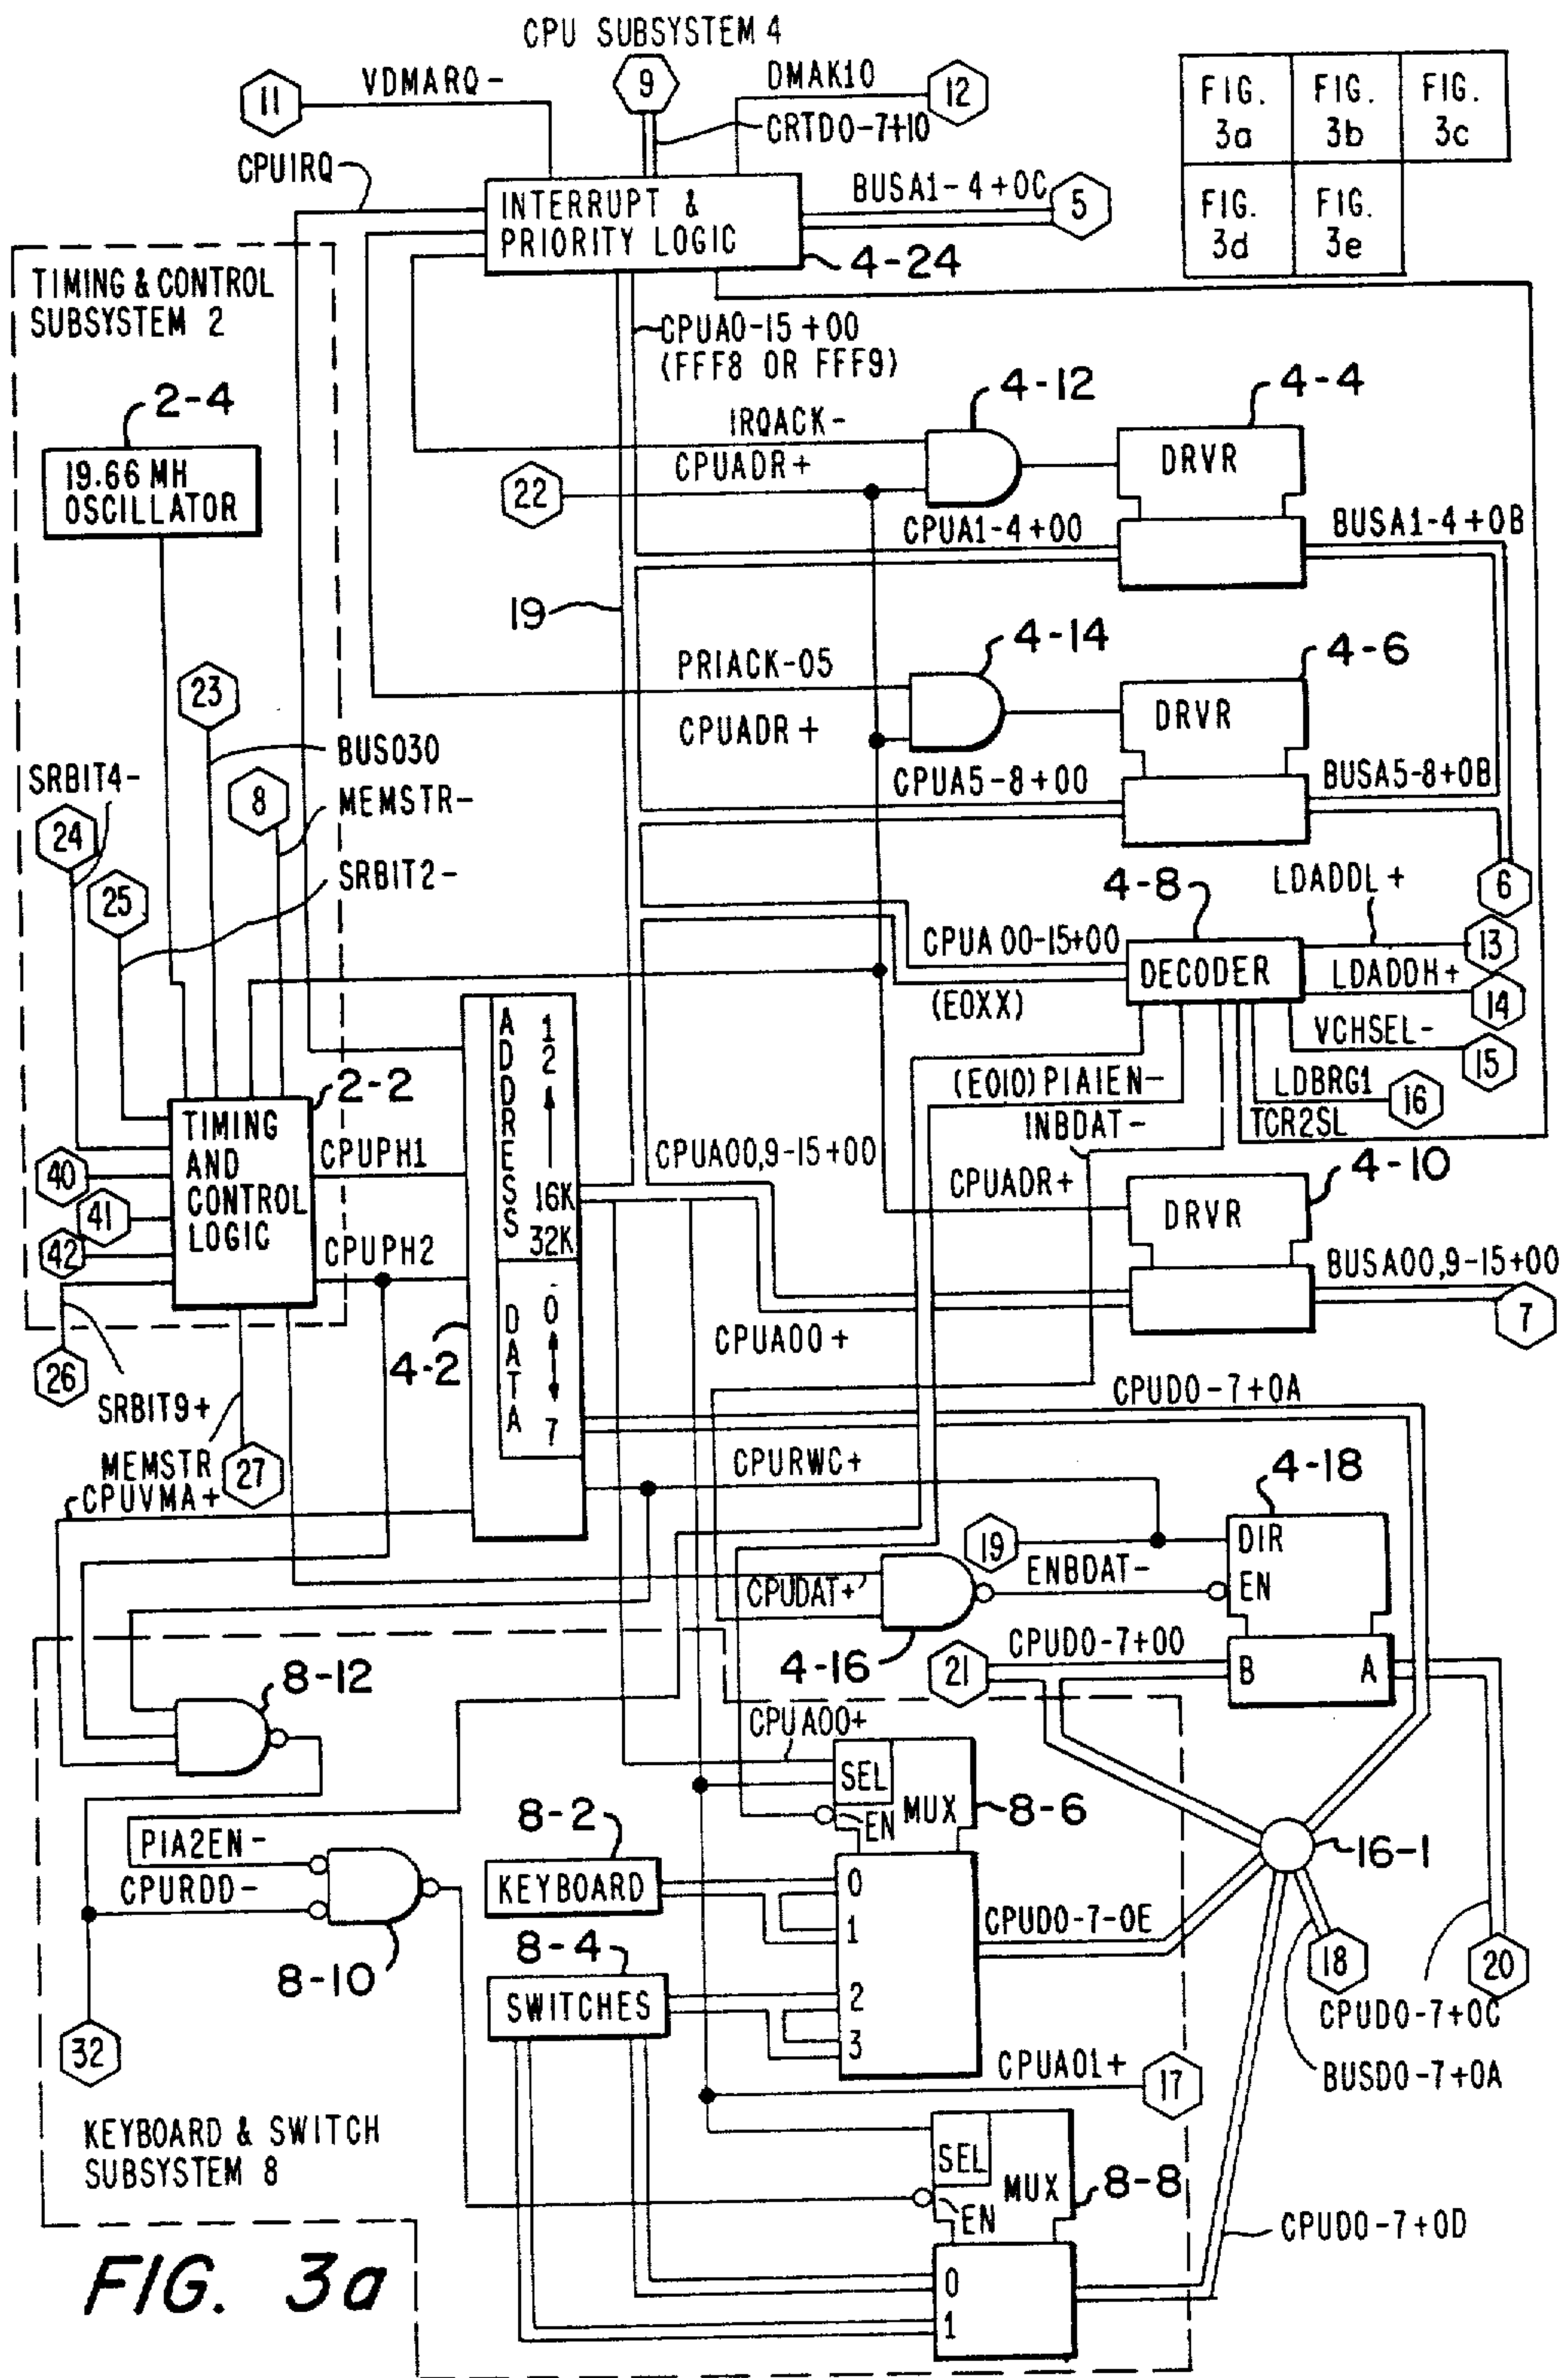 CPU SUBSYSTEM 4
11
VDMARQ-
9
DMAK10
12
CRTD0-7+10
CPUIRQ
FIG. 3a
FIG. 3b
FIG. 3c
FIG. 3d
FIG. 3e
INTERRUPT &
PRIORITY LOGIC
BUSA1-4+0C
5
4-24
TIMING & CONTROL
SUBSYSTEM 2
CPUA0-15+00
(FFF8 OR FFF9)
2-4
19.66 MH
OSCILLATOR
4-12
4-4
IRQACK-
CPUADR+
22
DRVR
CPUA1-4+00
BUSA1-4+0B
19
4-14
4-6
PRIACK-05
CPUADR+
DRVR
23
BUS030
CPUA5-8+00
BUSA5-8+0B
SRBIT4-
8
MEMSTR-
24
SRBIT2-
25
4-8
LDADDL+
6
CPUA00-15+00
DECODER
13
LDADDH+
14
(E0XX)
VCHSEL-
15
A
D
D
R
E
S
S
1
2
16K
32K
2-2
TIMING
AND
CONTROL
LOGIC
CPUPH1
(E010) PIA1EN-
INBDAT-
LDBRG1
16
TCR2SL
CPUA00,9-15+00
4-10
40
41
42
CPUADR+
DRVR
CPUPH2
BUSA00,9-15+00
7
D
A
T
A
0
7
CPUA00+
4-2
26
SRBIT9+
CPUD0-7+0A
MEMSTR
27
CPUVMA+
CPURWC+
4-18
19
DIR
ENBDAT-
EN
CPUDAT+
4-16
CPUD0-7+00
21
B
A
8-12
CPUA00+
SEL
MUX
EN
8-6
8-2
PIA2EN-
KEYBOARD
16-1
CPURDD-
0
1
CPUD0-7-0E
8-4
8-10
SWITCHES
2
3
18
20
CPUD0-7+0C
32
CPUA01+
17
BUSD0-7+0A
KEYBOARD & SWITCH
SUBSYSTEM 8
SEL
MUX
8-8
EN
CPUD0-7+0D
0
1
FIG. 3a